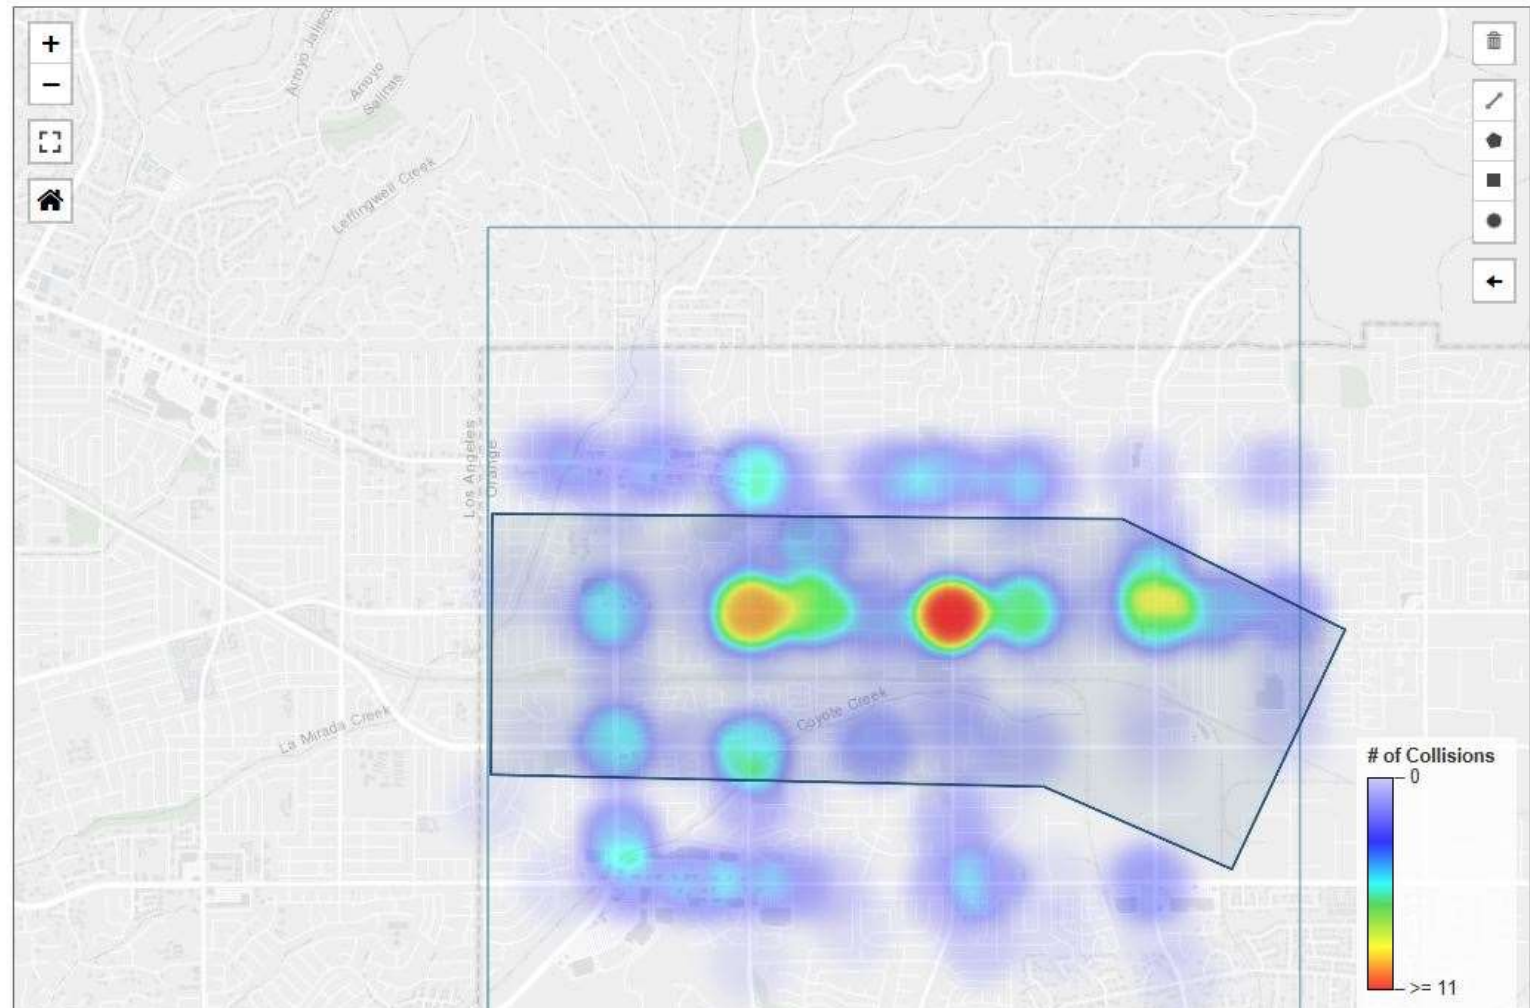 +
−
Arroyo Jalisco
Arroyo
Salinas
Leffingwell Creek
Los Angeles
Orange
Coyote Creek
La Mirada Creek
# of Collisions
0
>= 11